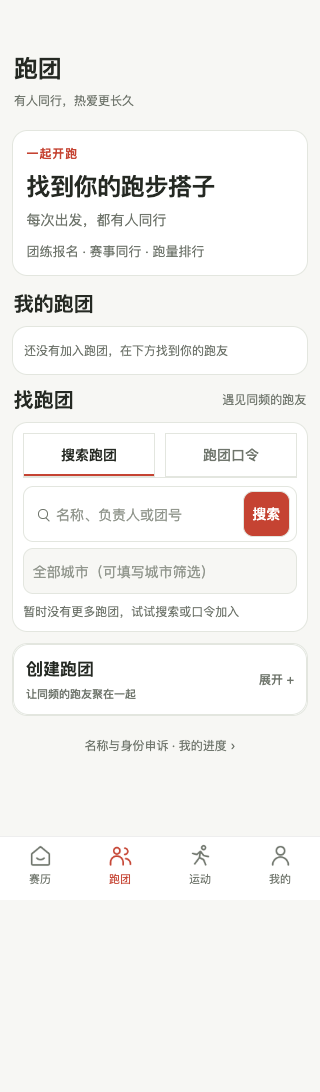 跑团
有人同行，热爱更长久
一起开跑
找到你的跑步搭子
每次出发，都有人同行
团练报名 · 赛事同行 · 跑量排行
我的跑团
还没有加入跑团，在下方找到你的跑友
找跑团 遇见同频的跑友
搜索跑团 跑团口令
名称、负责人或团号 搜索
全部城市（可填写城市筛选）
暂时没有更多跑团，试试搜索或口令加入
创建跑团
让同频的跑友聚在一起
展开 +
名称与身份申诉 · 我的进度 ›
赛历 跑团 运动 我的